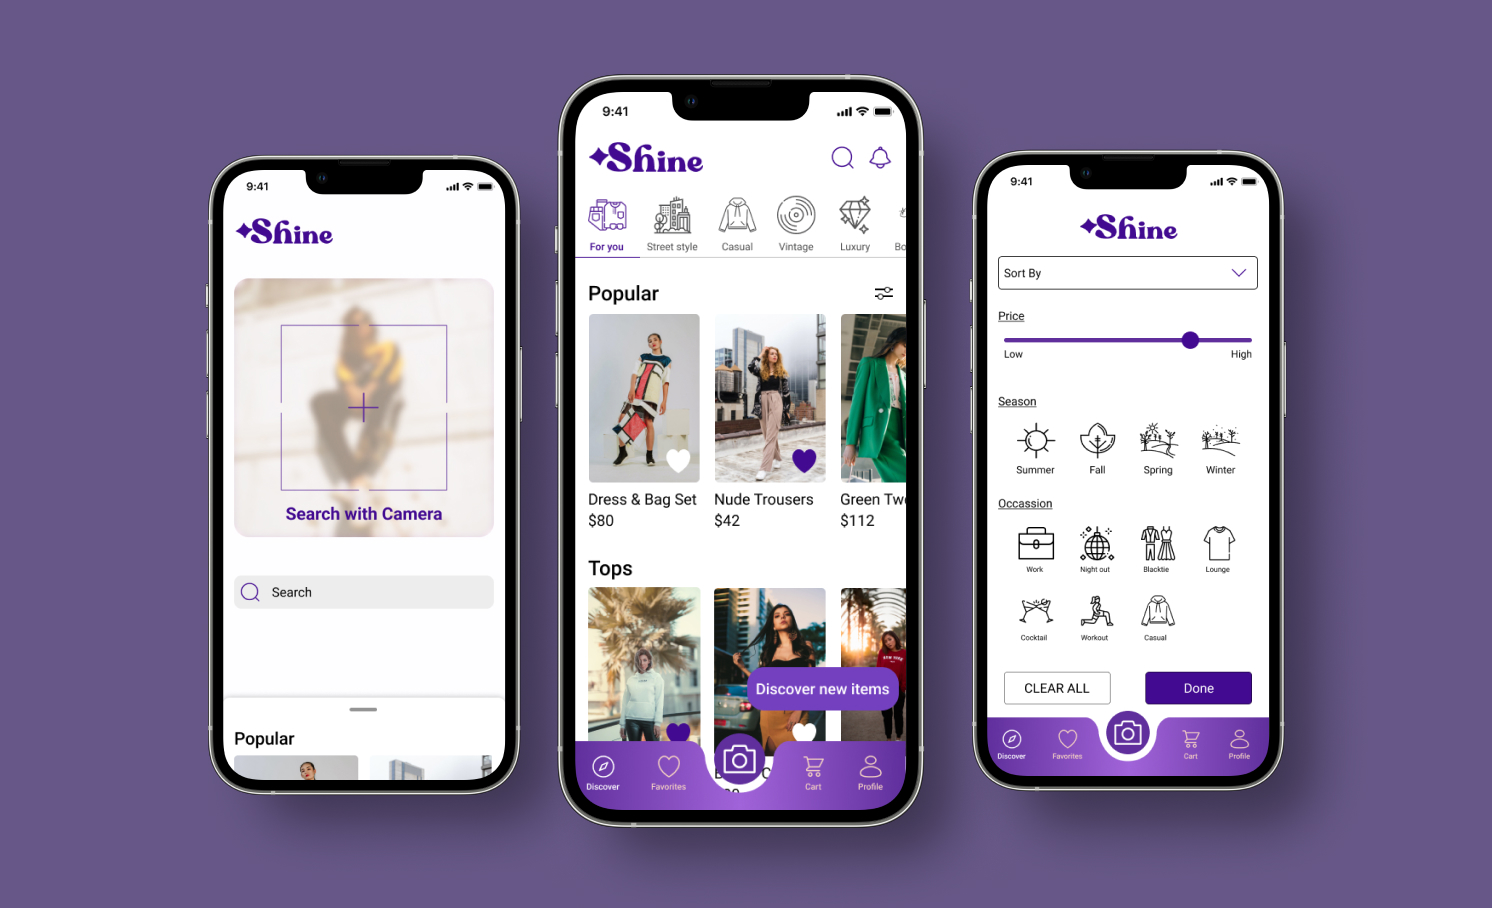 9:41
Shine
Search with Camera
Search
Popular
9:41
Shine
For you
Street style
Casual
Vintage
Luxury
Bo
Popular
Dress & Bag Set
$80
Nude Trousers
$42
Green Tw
$112
Tops
NEW YORK
Discover new items
Discover
Favorites
Cart
Profile
9:41
Shine
Sort By
Price
Low
High
Season
Summer
Fall
Spring
Winter
Occassion
Work
Night out
Blacktie
Lounge
Cocktail
Workout
Casual
CLEAR ALL
Done
Discover
Favorites
Cart
Profile